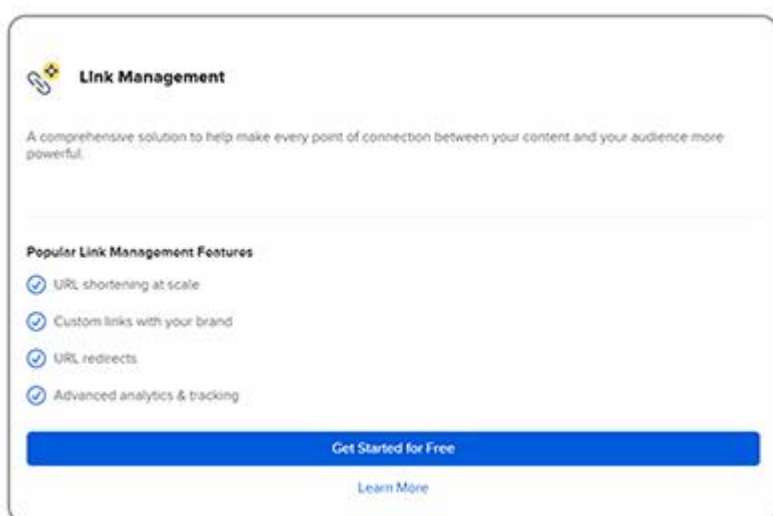 Link Management
A comprehensive solution to help make every point of connection between your content and your audience more
powerful.
Popular Link Management Features
URL shortening at scale
Custom links with your brand
URL redirects
Advanced analytics & tracking
Get Started for Free
Learn More